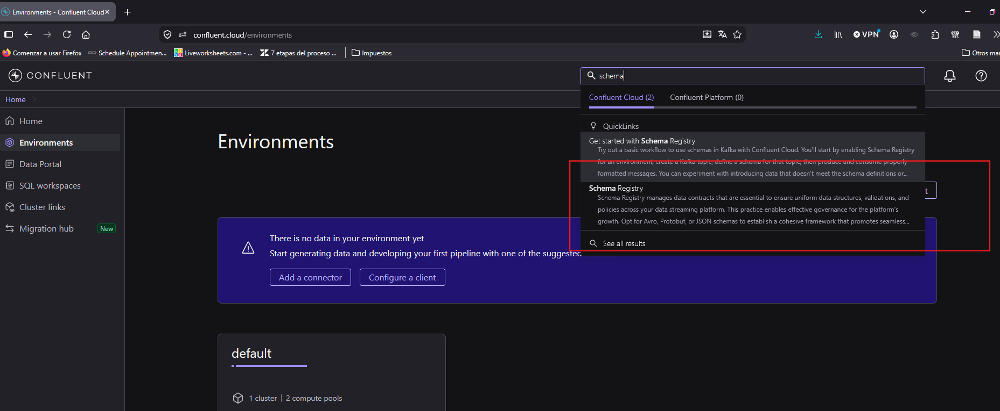 Environments - Confluent Cloud
confluent.cloud/environments
VPN
Comenzar a usar Firefox
Schedule Appointmen...
Liveworksheets.com - ...
7 etapas del proceso ...
Impuestos
Otros mar
CONFLUENT
schema
Home
Confluent Cloud (2)
Confluent Platform (0)
Home
Environments
Data Portal
SQL workspaces
Cluster links
Migration hub
New
Environments
QuickLinks
Get started with Schema Registry
Try out a basic workflow to use schemas in Kafka with Confluent Cloud. You'll start by enabling Schema Registry
for an environment, create a Kafka topic, define a schema for that topic, then produce and consume properly
formatted messages. You can experiment with introducing data that doesn't meet the schema definitions or...
Schema Registry
Schema Registry manages data contracts that are essential to ensure uniform data structures, validations, and
policies across your data streaming platform. This practice enables effective governance for the platform's
growth. Opt for Avro, Protobuf, or JSON schemas to establish a cohesive framework that promotes seamless...
See all results
t
There is no data in your environment yet
Start generating data and developing your first pipeline with one of the suggested
Add a connector
Configure a client
default
1 cluster | 2 compute pools